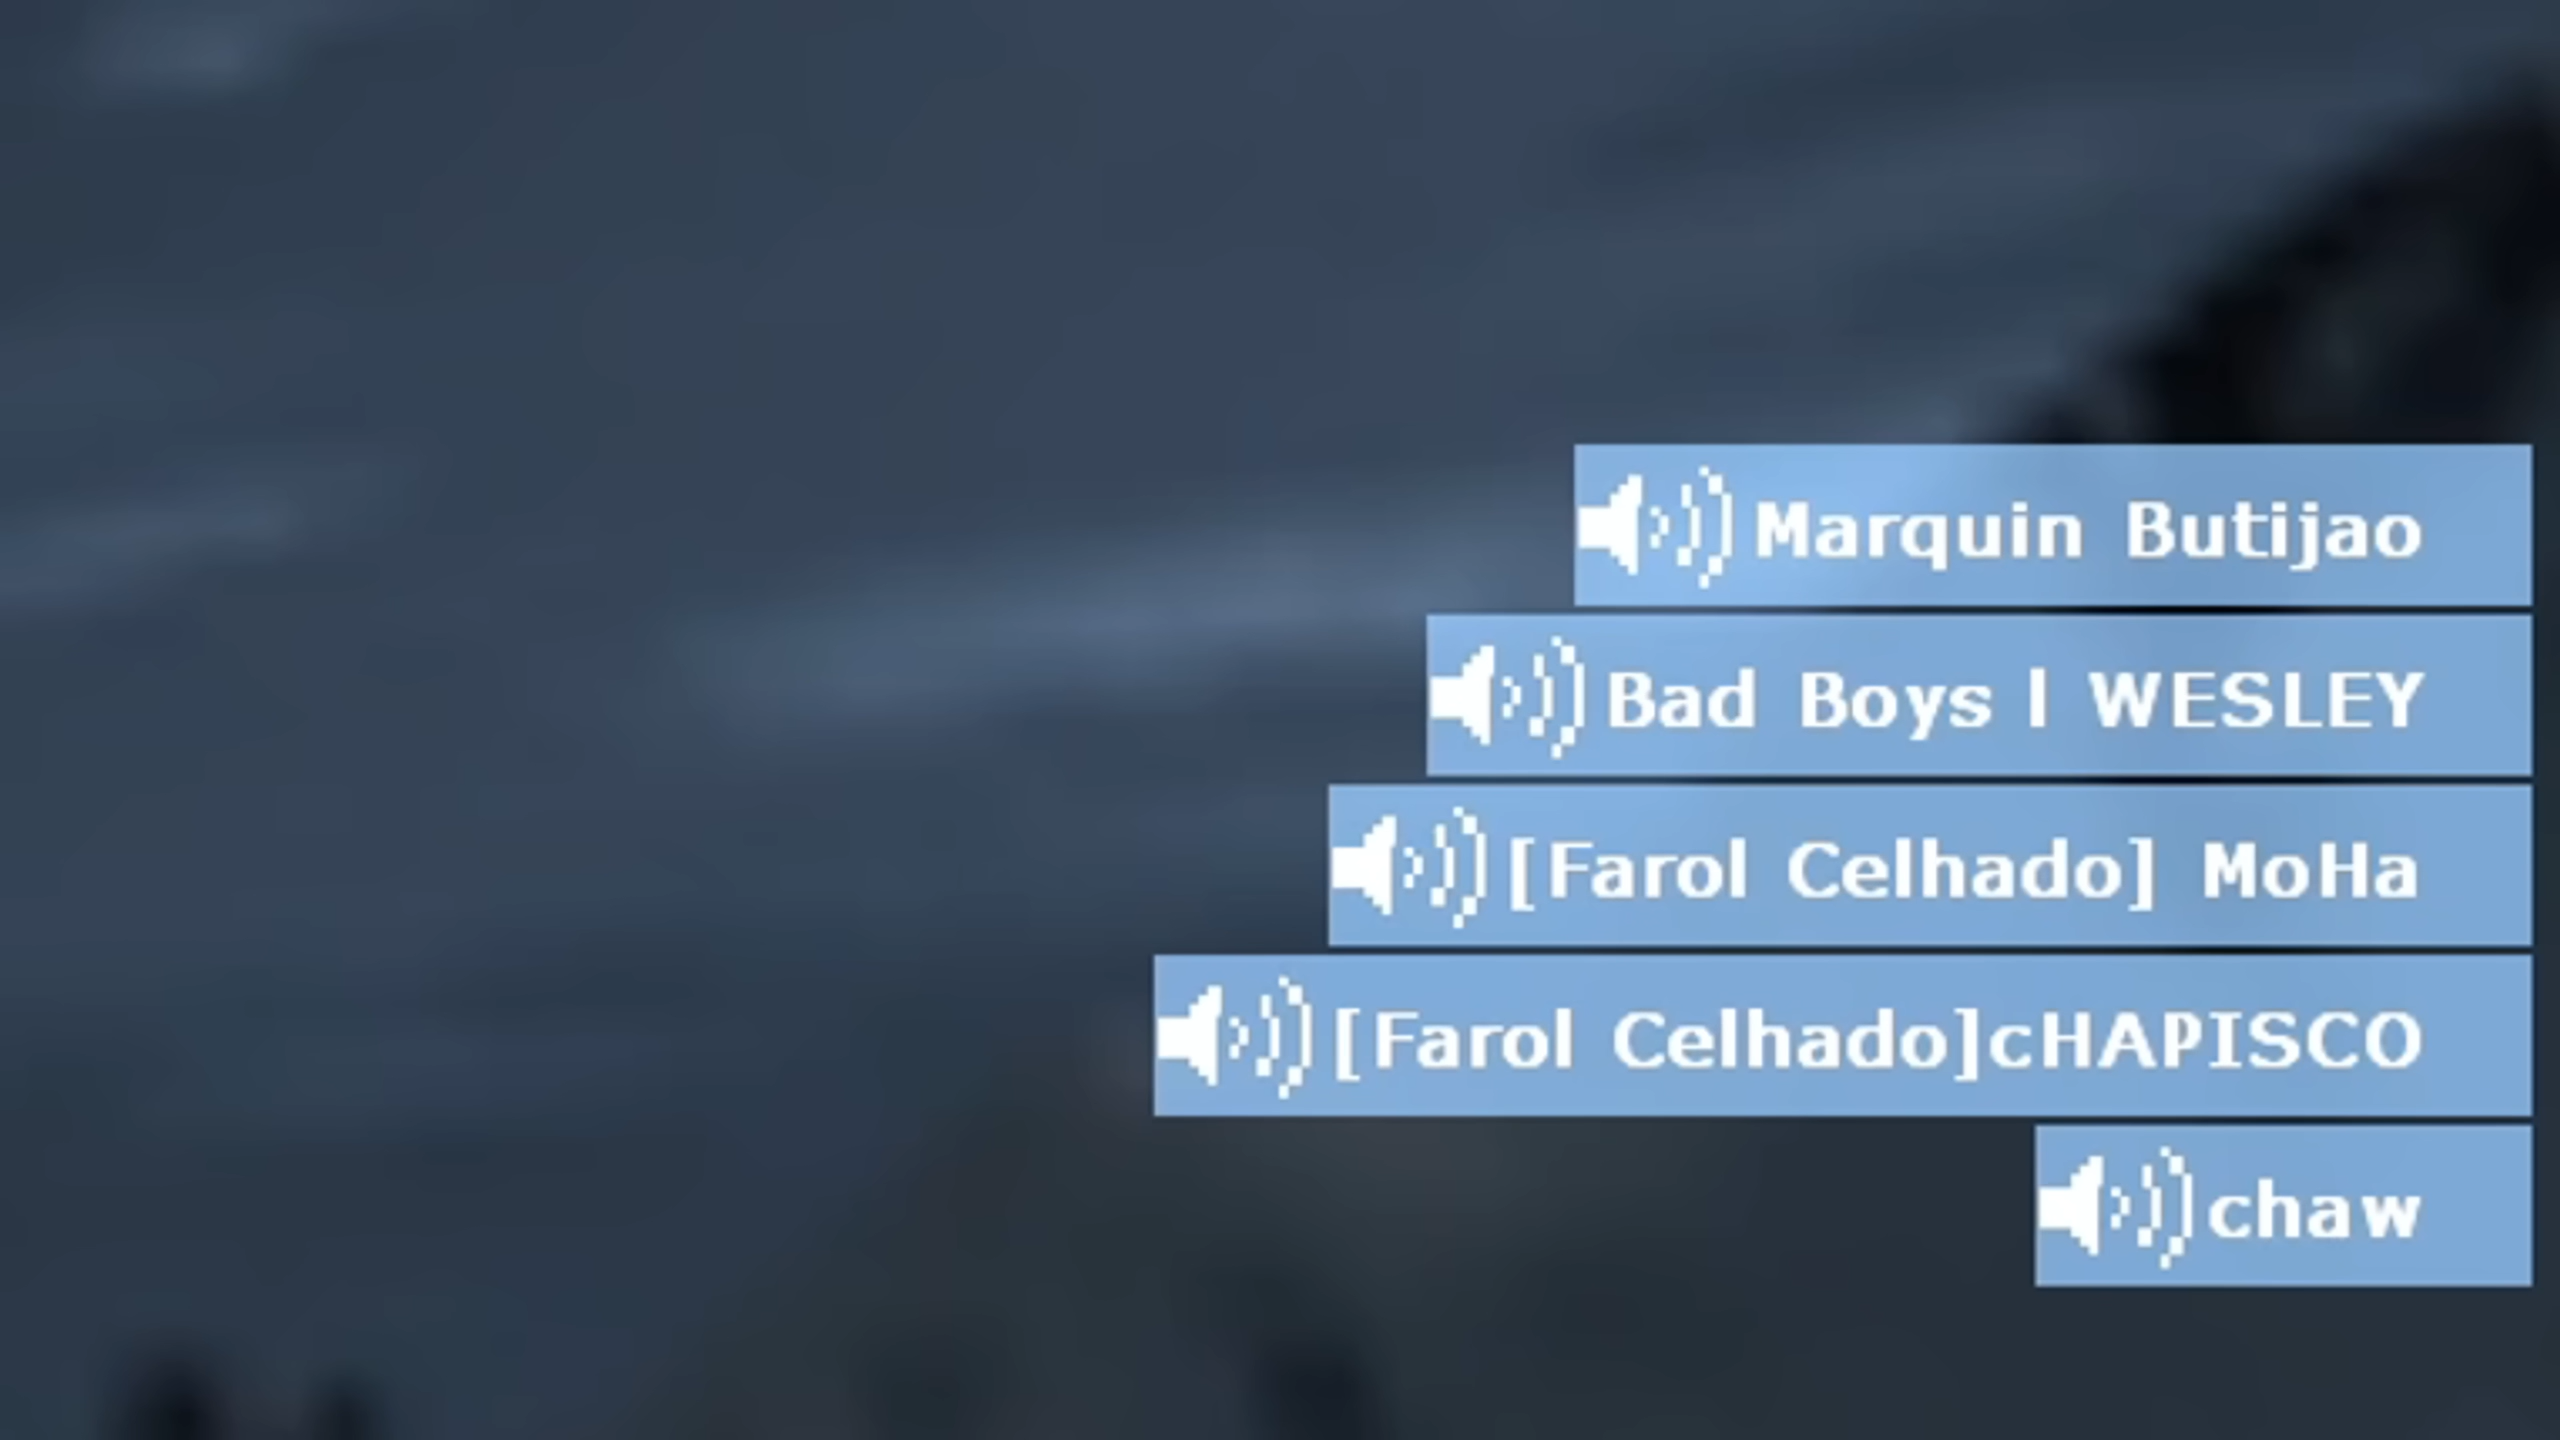 Marquin Butijao
Bad Boys l WESLEY
[Farol Celhado] MoHa
[Farol Celhado]cHAPISCO
chaw